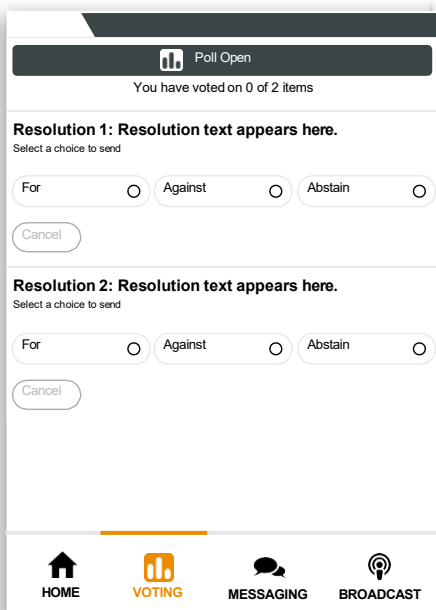 Poll Open
You have voted on 0 of 2 items
Resolution 1: Resolution text appears here.
Select a choice to send
For Against Abstain
Cancel
Resolution 2: Resolution text appears here.
Select a choice to send
For Against Abstain
Cancel
HOME VOTING MESSAGING BROADCAST